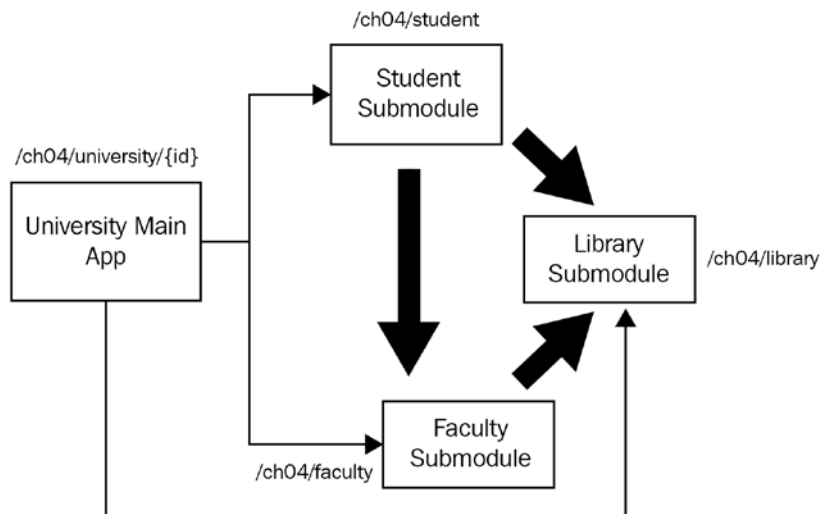 /ch04/student
Student
Submodule
/ch04/university/{id}
University Main
App
Library
Submodule
/ch04/library
Faculty
Submodule
/ch04/faculty